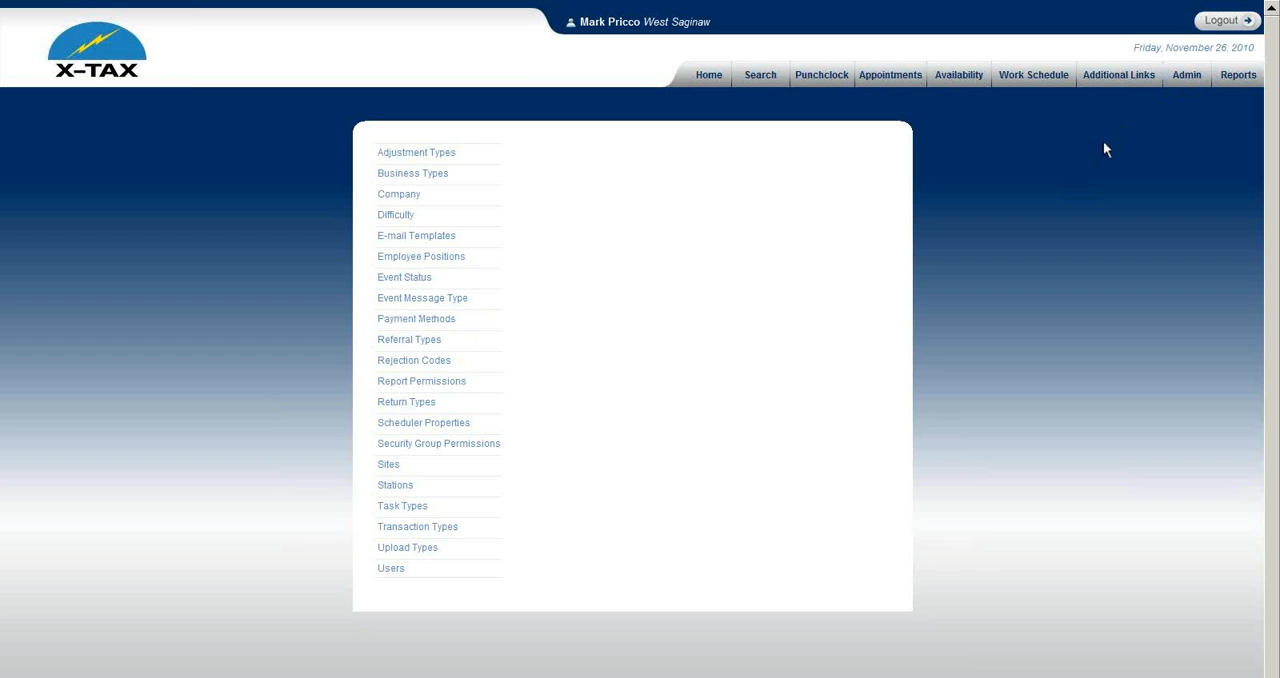 Mark Pricco West Saginaw
Logout
X-TAX
Friday, November 26, 2010
Home Search Punchclock Appointments Availability Work Schedule Additional Links Admin Reports
Adjustment Types
Business Types
Company
Difficulty
E-mail Templates
Employee Positions
Event Status
Event Message Type
Payment Methods
Referral Types
Rejection Codes
Report Permissions
Return Types
Scheduler Properties
Security Group Permissions
Sites
Stations
Task Types
Transaction Types
Upload Types
Users